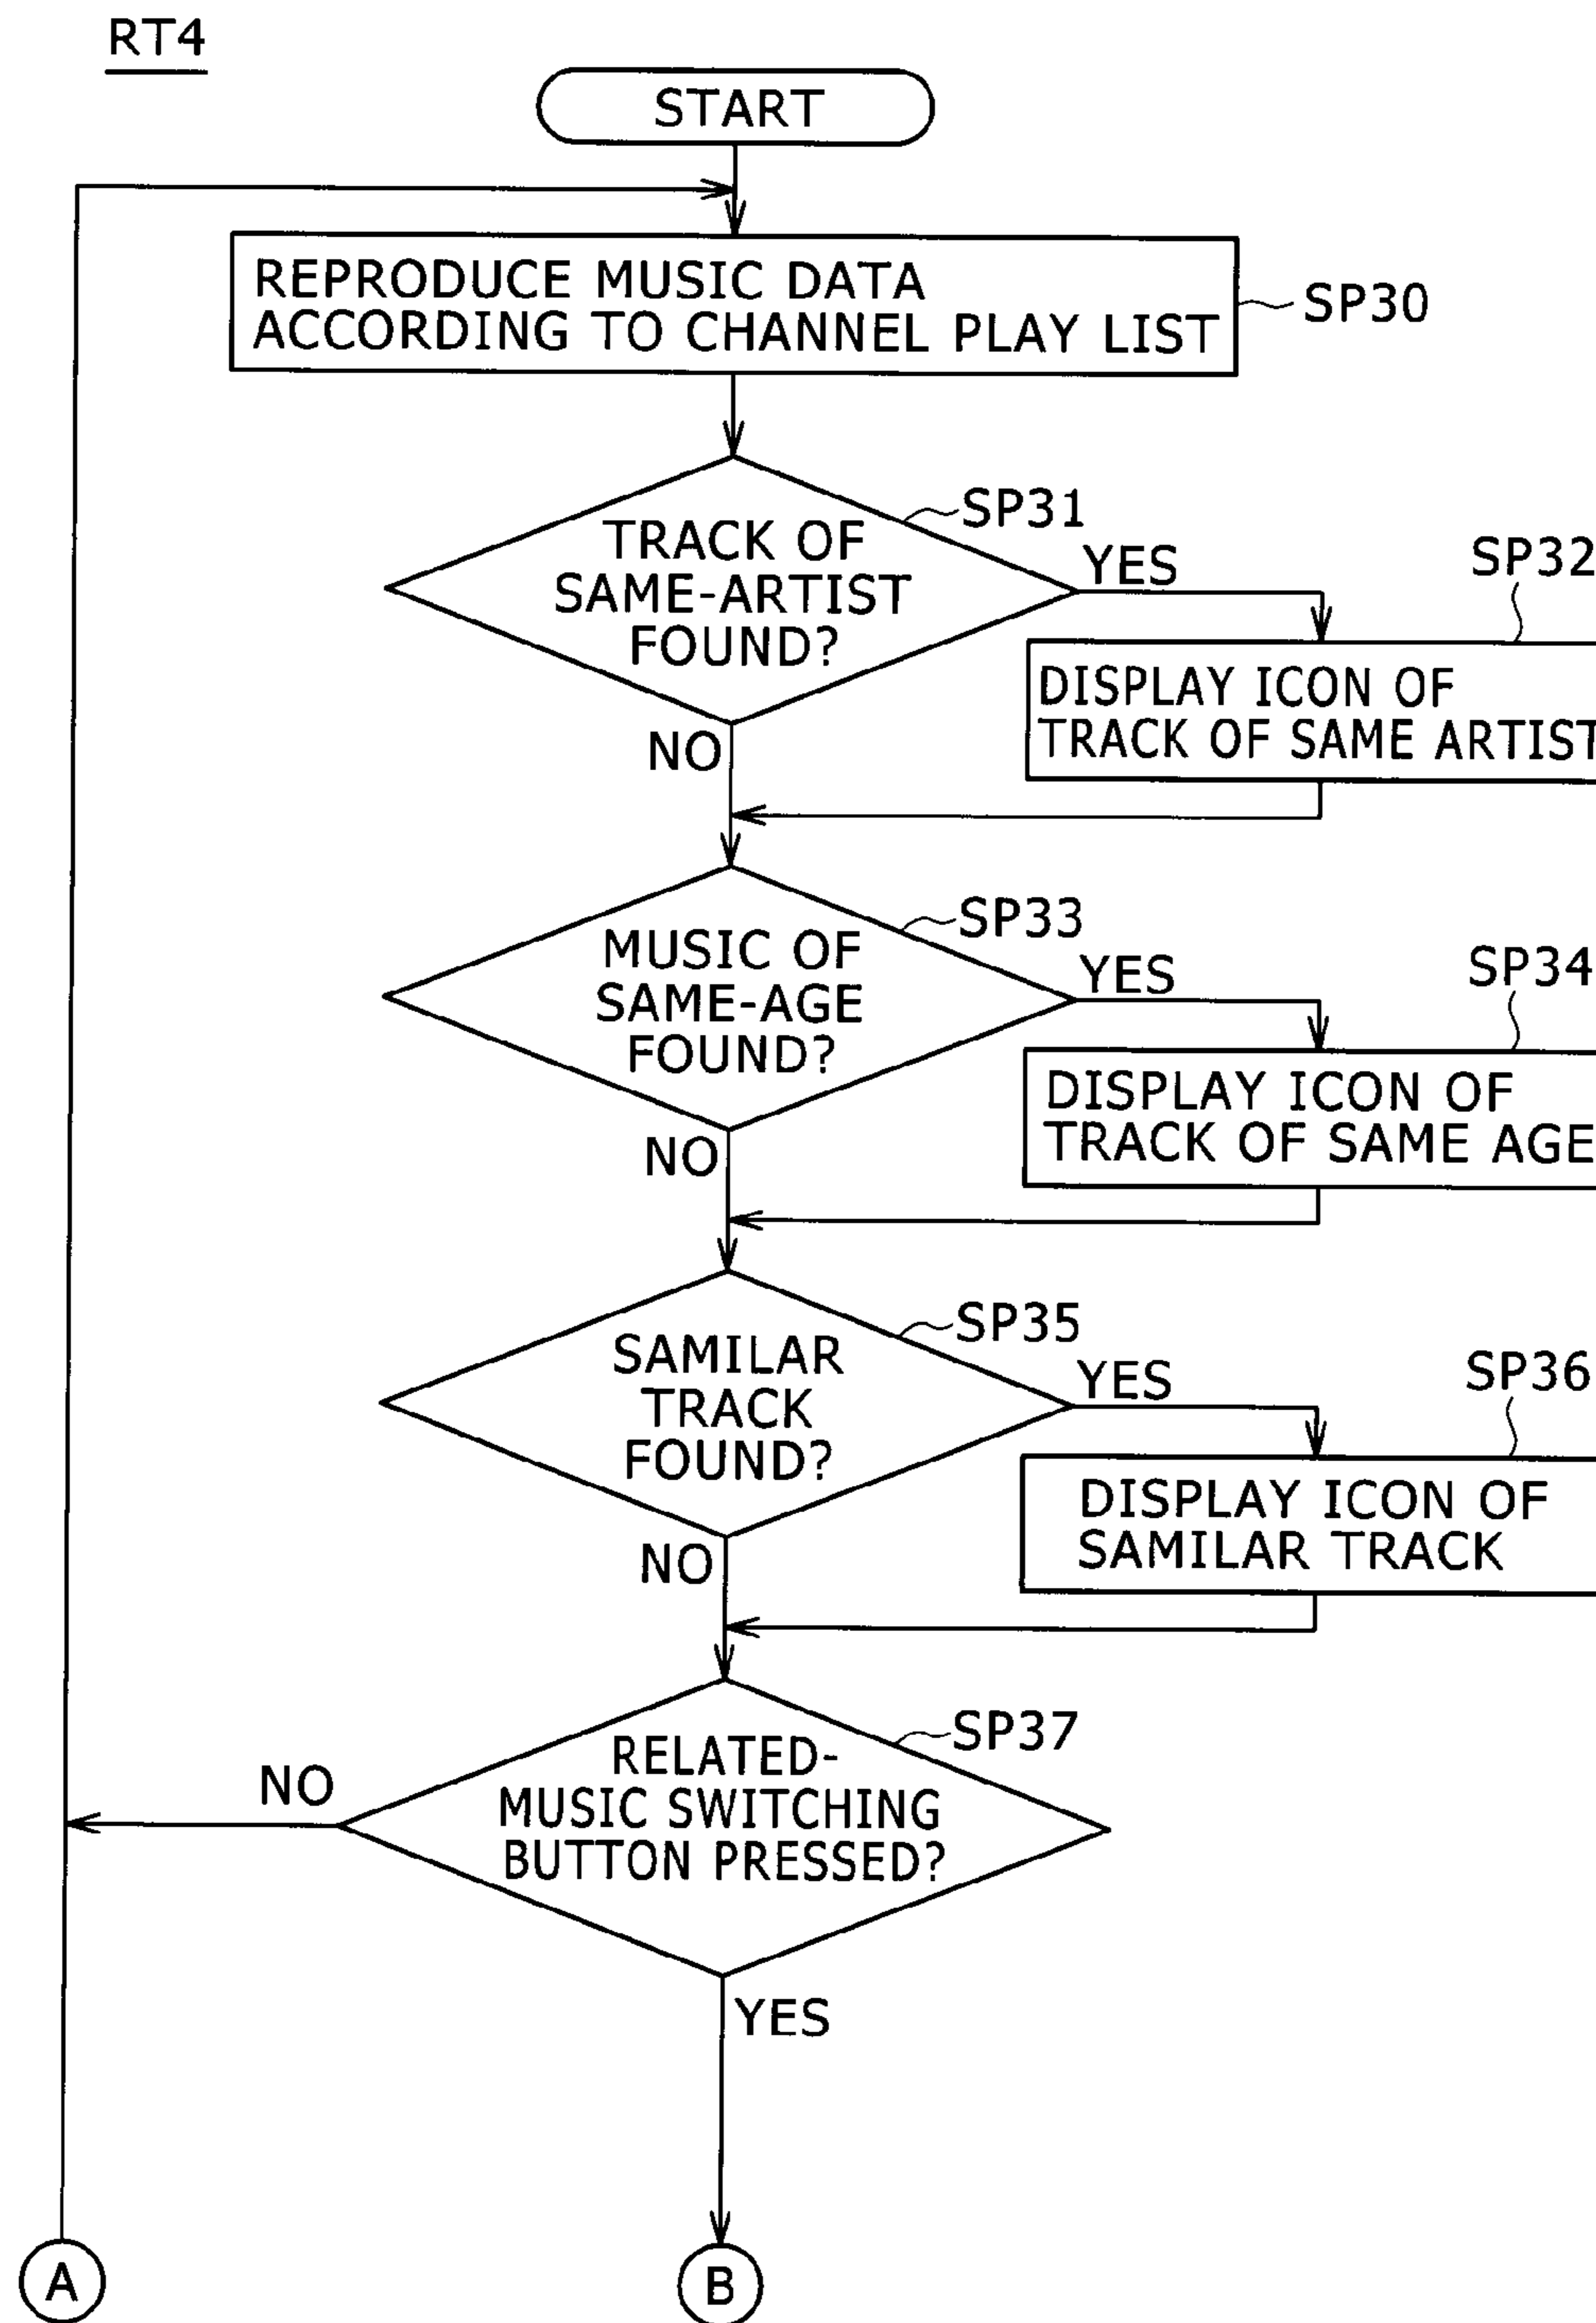 RT4
START
REPRODUCE MUSIC DATA
ACCORDING TO CHANNEL PLAY LIST
SP30
SP31
TRACK OF
SAME-ARTIST
FOUND?
YES
SP32
DISPLAY ICON OF
TRACK OF SAME ARTIST
NO
SP33
MUSIC OF
SAME-AGE
FOUND?
YES
SP34
DISPLAY ICON OF
TRACK OF SAME AGE
NO
SP35
SAMILAR
TRACK
FOUND?
YES
SP36
DISPLAY ICON OF
SAMILAR TRACK
NO
SP37
RELATED-
MUSIC SWITCHING
BUTTON PRESSED?
NO
YES
A
B